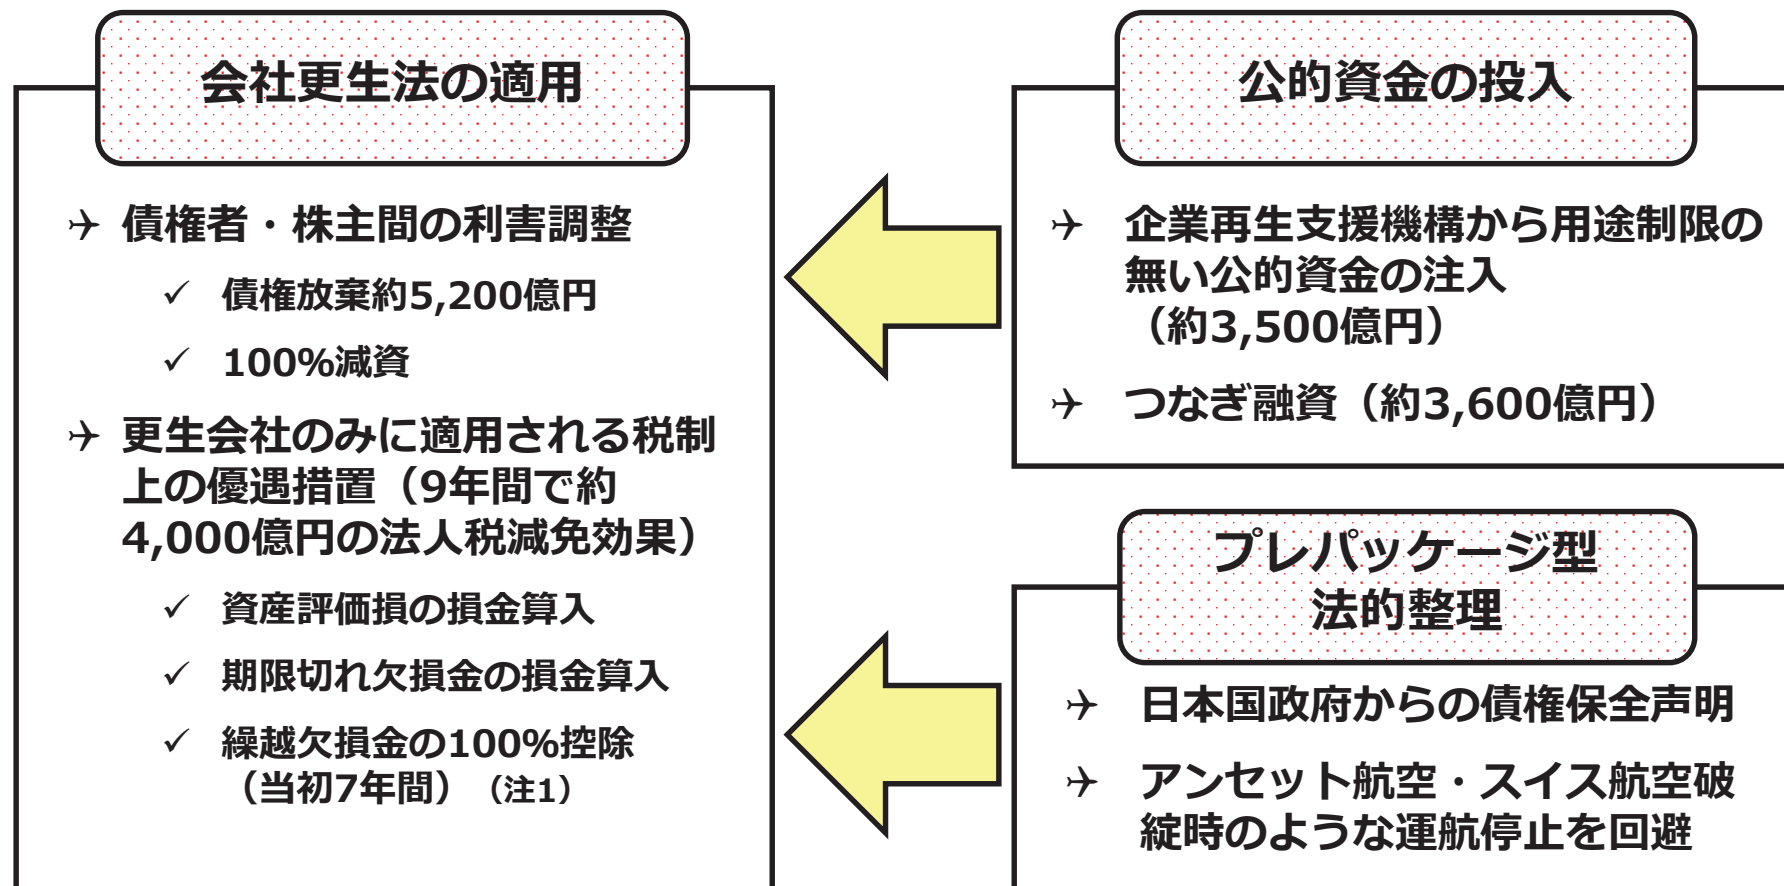 会社更生法の適用
債権者・株主間の利害調整
✓ 債権放棄約5,200億円
✓ 100%減資
更生会社のみに適用される税制
上の優遇措置（9年間で約
4,000億円の法人税減免効果）
✓ 資産評価損の損金算入
✓ 期限切れ欠損金の損金算入
✓ 繰越欠損金の100%控除
（当初7年間）（注1）
公的資金の投入
企業再生支援機構から用途制限の
無い公的資金の注入
（約3,500億円）
つなぎ融資（約3,600億円）
プレパッケージ型
法的整理
日本国政府からの債権保全声明
アンセット航空・スイス航空破
綻時のような運航停止を回避